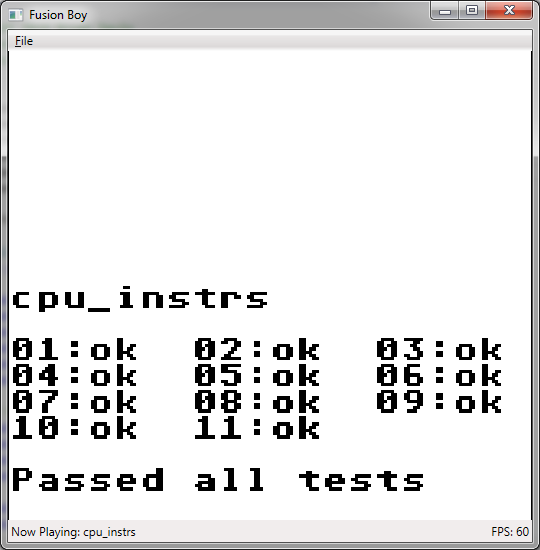 Fusion Boy
File
cpu_instrs
01:ok 02:ok 03:ok
04:ok 05:ok 06:ok
07:ok 08:ok 09:ok
10:ok 11:ok
Passed all tests
Now Playing: cpu_instrs FPS: 60